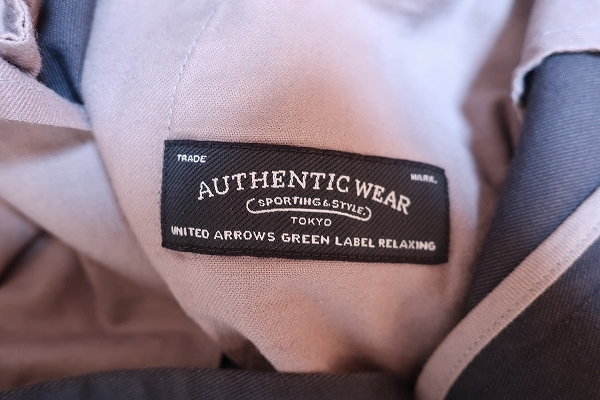 TRADE MARK.
AUTHENTIC WEAR
SPORTING & STYLE.
TOKYO
UNITED ARROWS GREEN LABEL RELAXING